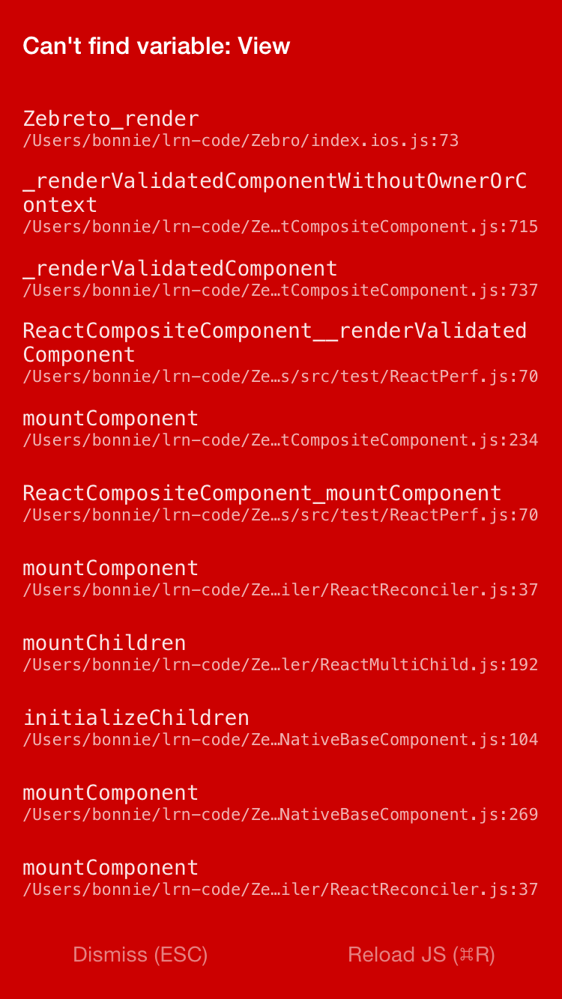 Can't find variable: View
Zebreto_render
/Users/bonnie/lrn-code/Zebro/index.ios.js:73
_renderValidatedComponentWithoutOwnerOrC
ontext
/Users/bonnie/lrn-code/Ze…tCompositeComponent.js:715
_renderValidatedComponent
/Users/bonnie/lrn-code/Ze…tCompositeComponent.js:737
ReactCompositeComponent__renderValidated
Component
/Users/bonnie/lrn-code/Ze…s/src/test/ReactPerf.js:70
mountComponent
/Users/bonnie/lrn-code/Ze…tCompositeComponent.js:234
ReactCompositeComponent_mountComponent
/Users/bonnie/lrn-code/Ze…s/src/test/ReactPerf.js:70
mountComponent
/Users/bonnie/lrn-code/Ze…iler/ReactReconciler.js:37
mountChildren
/Users/bonnie/lrn-code/Ze…ler/ReactMultiChild.js:192
initializeChildren
/Users/bonnie/lrn-code/Ze…NativeBaseComponent.js:104
mountComponent
/Users/bonnie/lrn-code/Ze…NativeBaseComponent.js:269
mountComponent
/Users/bonnie/lrn-code/Ze…iler/ReactReconciler.js:37
Dismiss (ESC) Reload JS (⌘R)